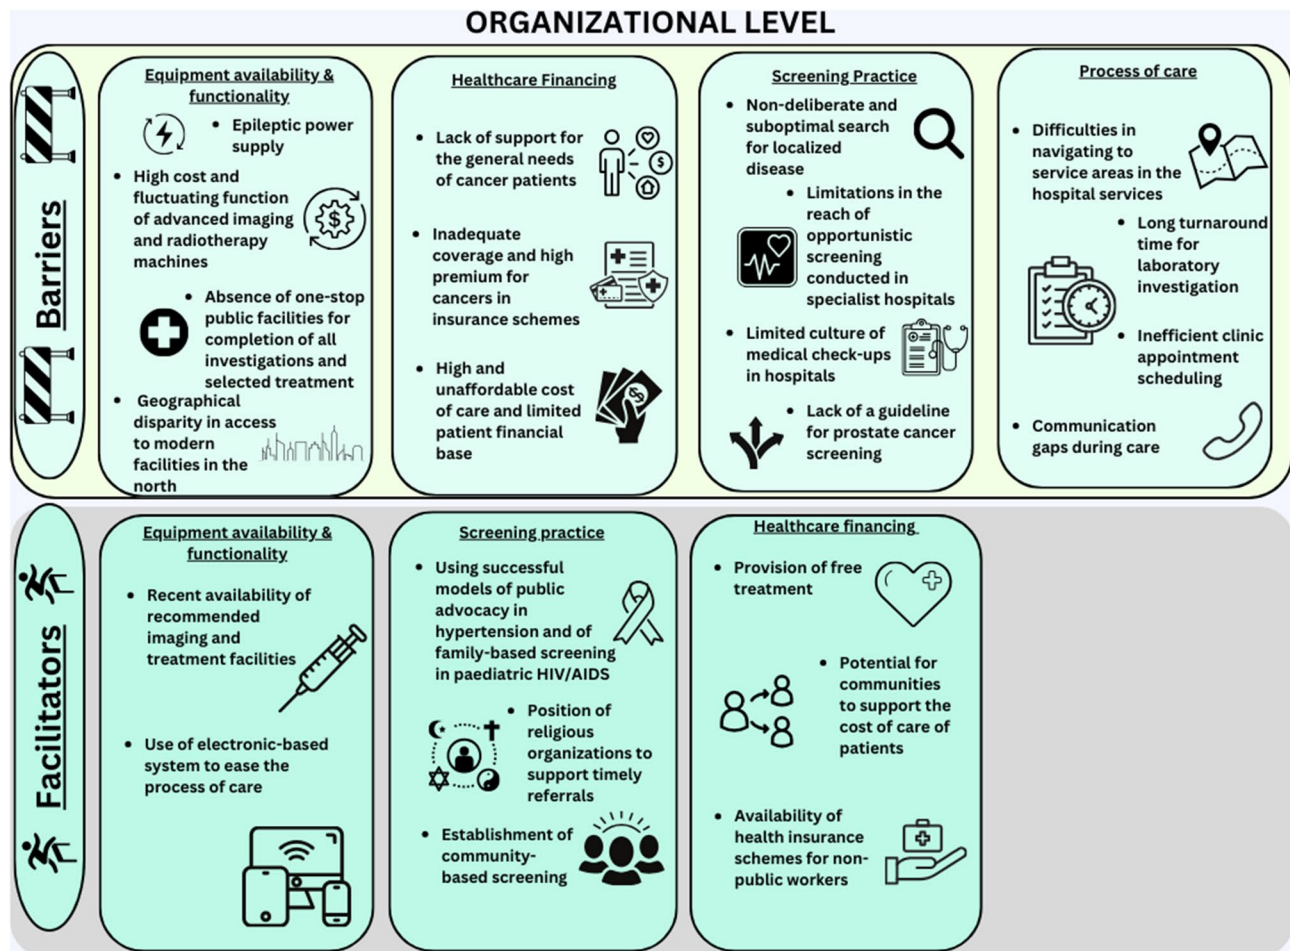 ORGANIZATIONAL LEVEL
Barriers
Equipment availability &
functionality
• Epileptic power
supply
• High cost and
fluctuating function
of advanced imaging
and radiotherapy
machines
• Absence of one-stop
public facilities for
completion of all
investigations and
selected treatment
• Geographical
disparity in access
to modern
facilities in the
north
Healthcare Financing
• Lack of support for
the general needs
of cancer patients
• Inadequate
coverage and high
premium for
cancers in
insurance schemes
• High and
unaffordable cost
of care and limited
patient financial
base
Screening Practice
• Non-deliberate and
suboptimal search
for localized
disease
• Limitations in the
reach of
opportunistic
screening
conducted in
specialist hospitals
• Limited culture of
medical check-ups
in hospitals
• Lack of a guideline
for prostate cancer
screening
Process of care
• Difficulties in
navigating to
service areas in the
hospital services
• Long turnaround
time for
laboratory
investigation
• Inefficient clinic
appointment
scheduling
• Communication
gaps during care
Facilitators
Equipment availability &
functionality
• Recent availability of
recommended
imaging and
treatment facilities
• Use of electronic-based
system to ease the
process of care
Screening practice
• Using successful
models of public
advocacy in
hypertension and of
family-based screening
in paediatric HIV/AIDS
• Position of
religious
organizations to
support timely
referrals
• Establishment of
community-
based screening
Healthcare financing
• Provision of free
treatment
• Potential for
communities
to support the
cost of care of
patients
• Availability of
health insurance
schemes for non-
public workers